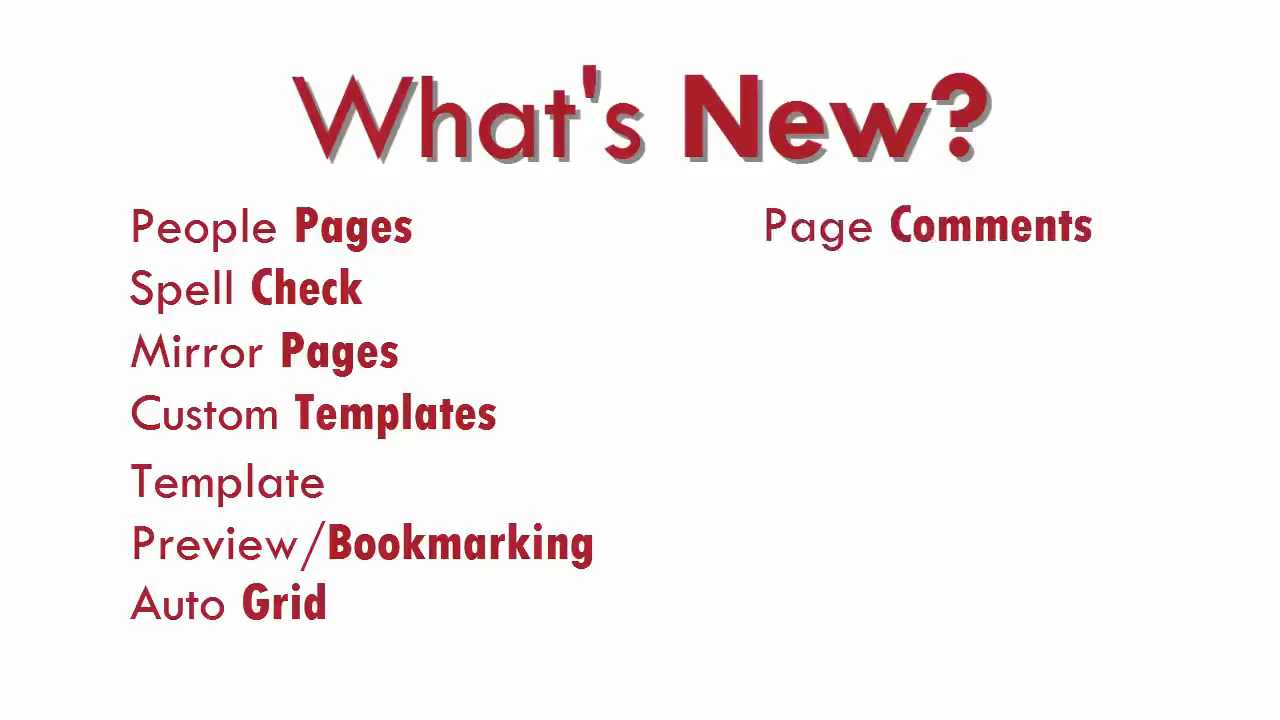 What's New?
People Pages
Spell Check
Mirror Pages
Custom Templates
Template
Preview/Bookmarking
Auto Grid
Page Comments